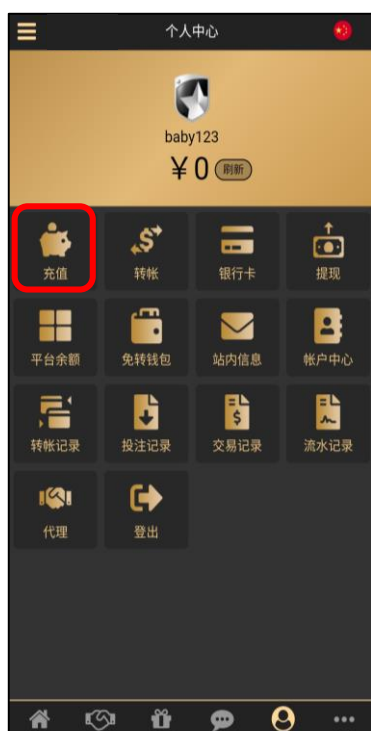 个人中心
baby123
¥ 0 刷新
充值 转帐 银行卡 提现
平台余额 免转钱包 站内信息 帐户中心
转帐记录 投注记录 交易记录 流水记录
代理 登出